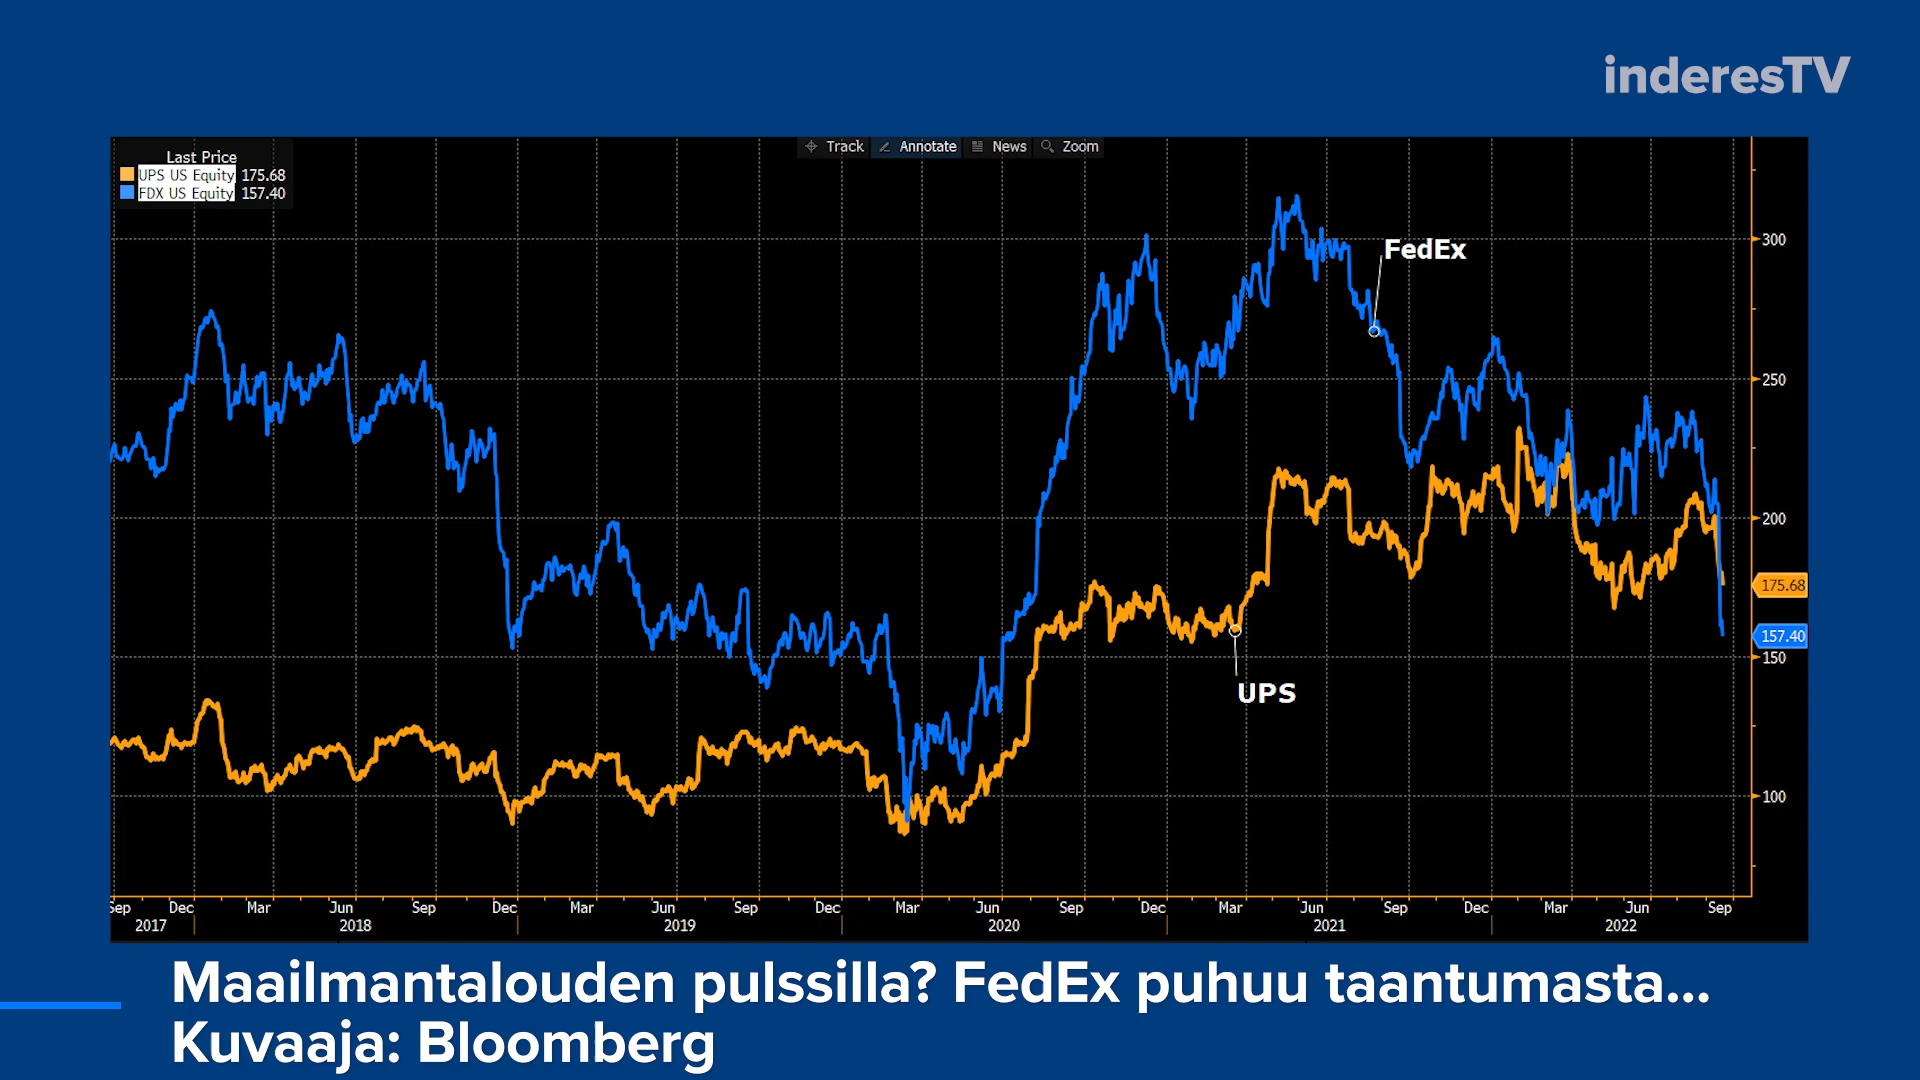 inderesTV
Track Annotate News Zoom
Last Price
UPS US Equity 175.68
FDX US Equity 157.40
300
FedEx
250
200
175.68
157.40
150
UPS
100
Sep Dec Mar Jun Sep Dec Mar Jun Sep Dec Mar Jun Sep Dec Mar Jun Sep Dec Mar Jun Sep
2017 2018 2019 2020 2021 2022
Maailmantalouden pulssilla? FedEx puhuu taantumasta...
Kuvaaja: Bloomberg